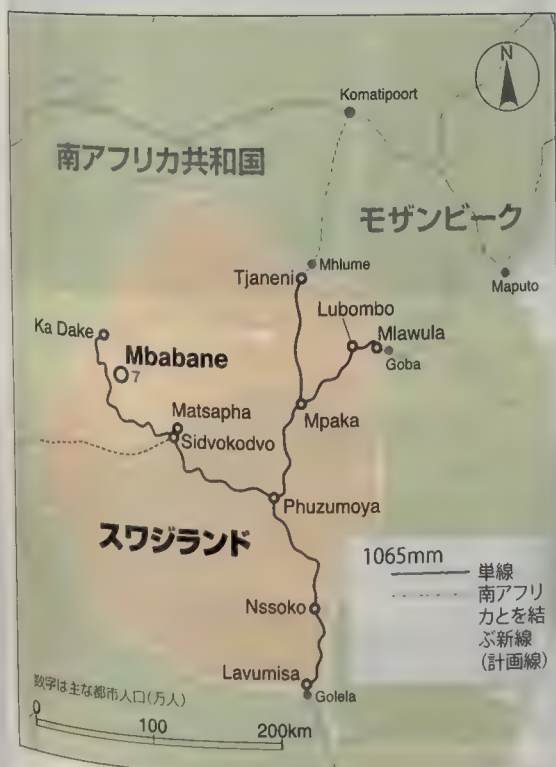 N
Komatipoort
南アフリカ共和国
モザンビーク
Mhlume
Tjaneni
Maputo
Lubombo
Mlawula
Ka Dake
Goba
Mbabane
7
Matsapha
Mpaka
Sidvokodvo
Phuzumoya
スワジランド
1065mm
単線
南アフリ
カとを結
ぶ新線
(計画線)
Nssoko
Lavumisa
Golela
数字は主な都市人口(万人)
0
100
200km